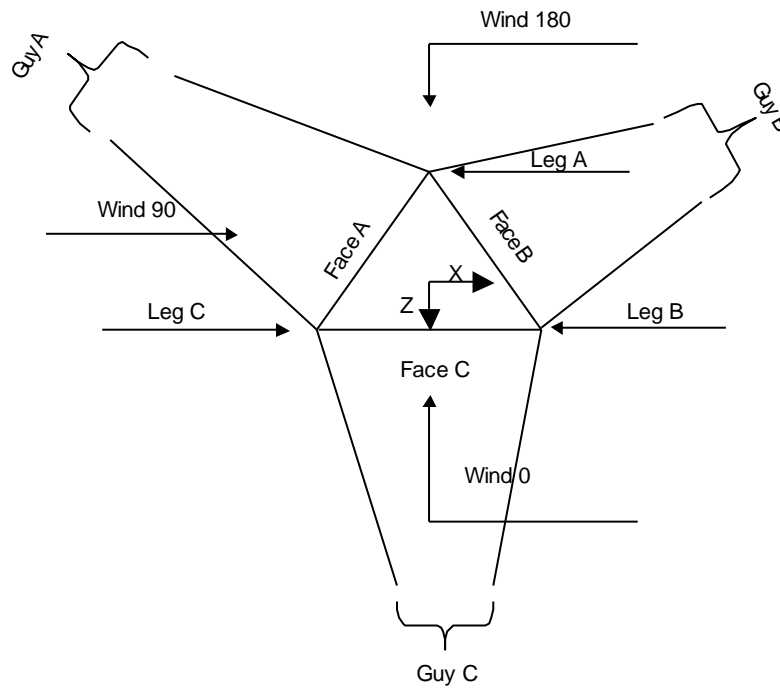 Wind 180
Guy A
Guy B
Leg A
Wind 90
Face A
Face B
X
Z
Leg C
Leg B
Face C
Wind 0
Guy C